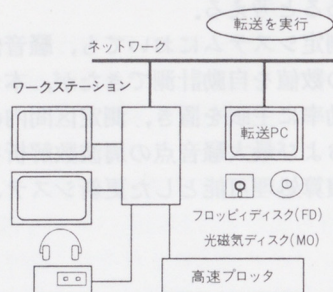 転送を実行
ネットワーク
ワークステーション
転送PC
フロッピィディスク(FD)
光磁気ディスク(MO)
高速プロッタ